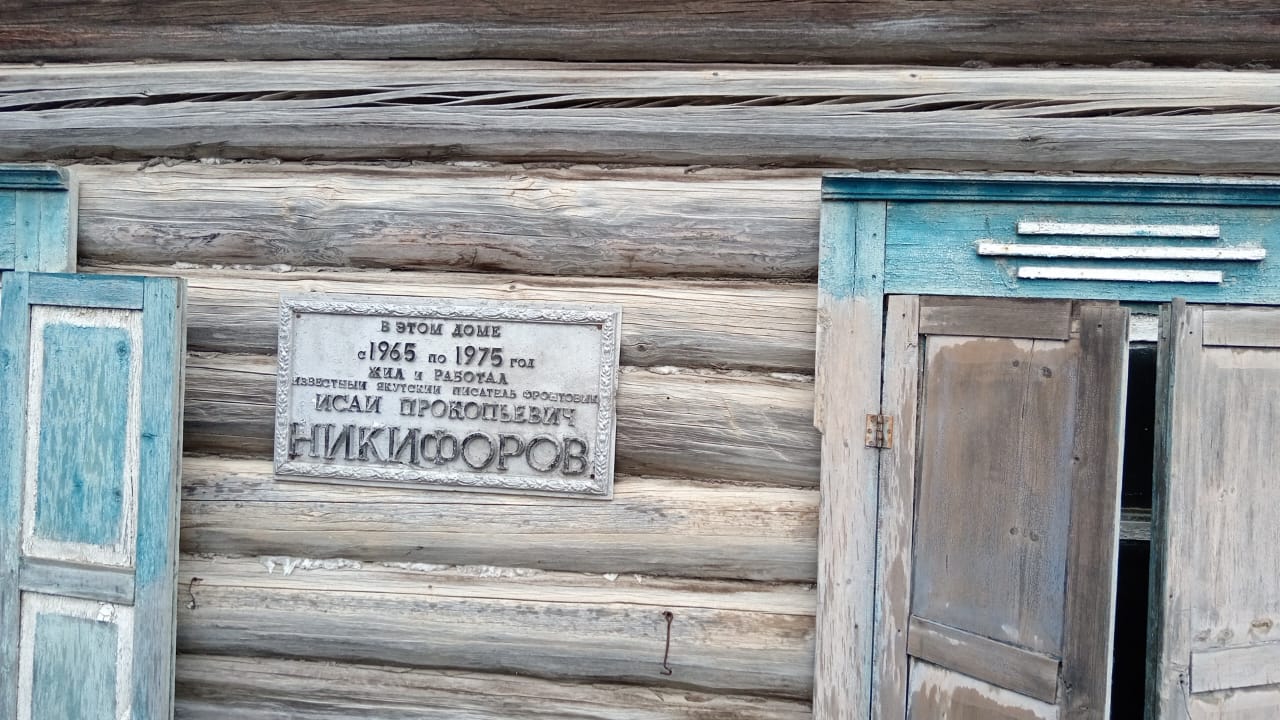 В ЭТОМ ДОМЕ
с 1965 по 1975 год
ЖИЛ и РАБОТАЛ
ИЗВЕСТНЫЙ ЯКУТСКИЙ ПИСАТЕЛЬ ФРОНТОВИК
ИСАЙ ПРОКОПЬЕВИЧ
НИКИФОРОВ